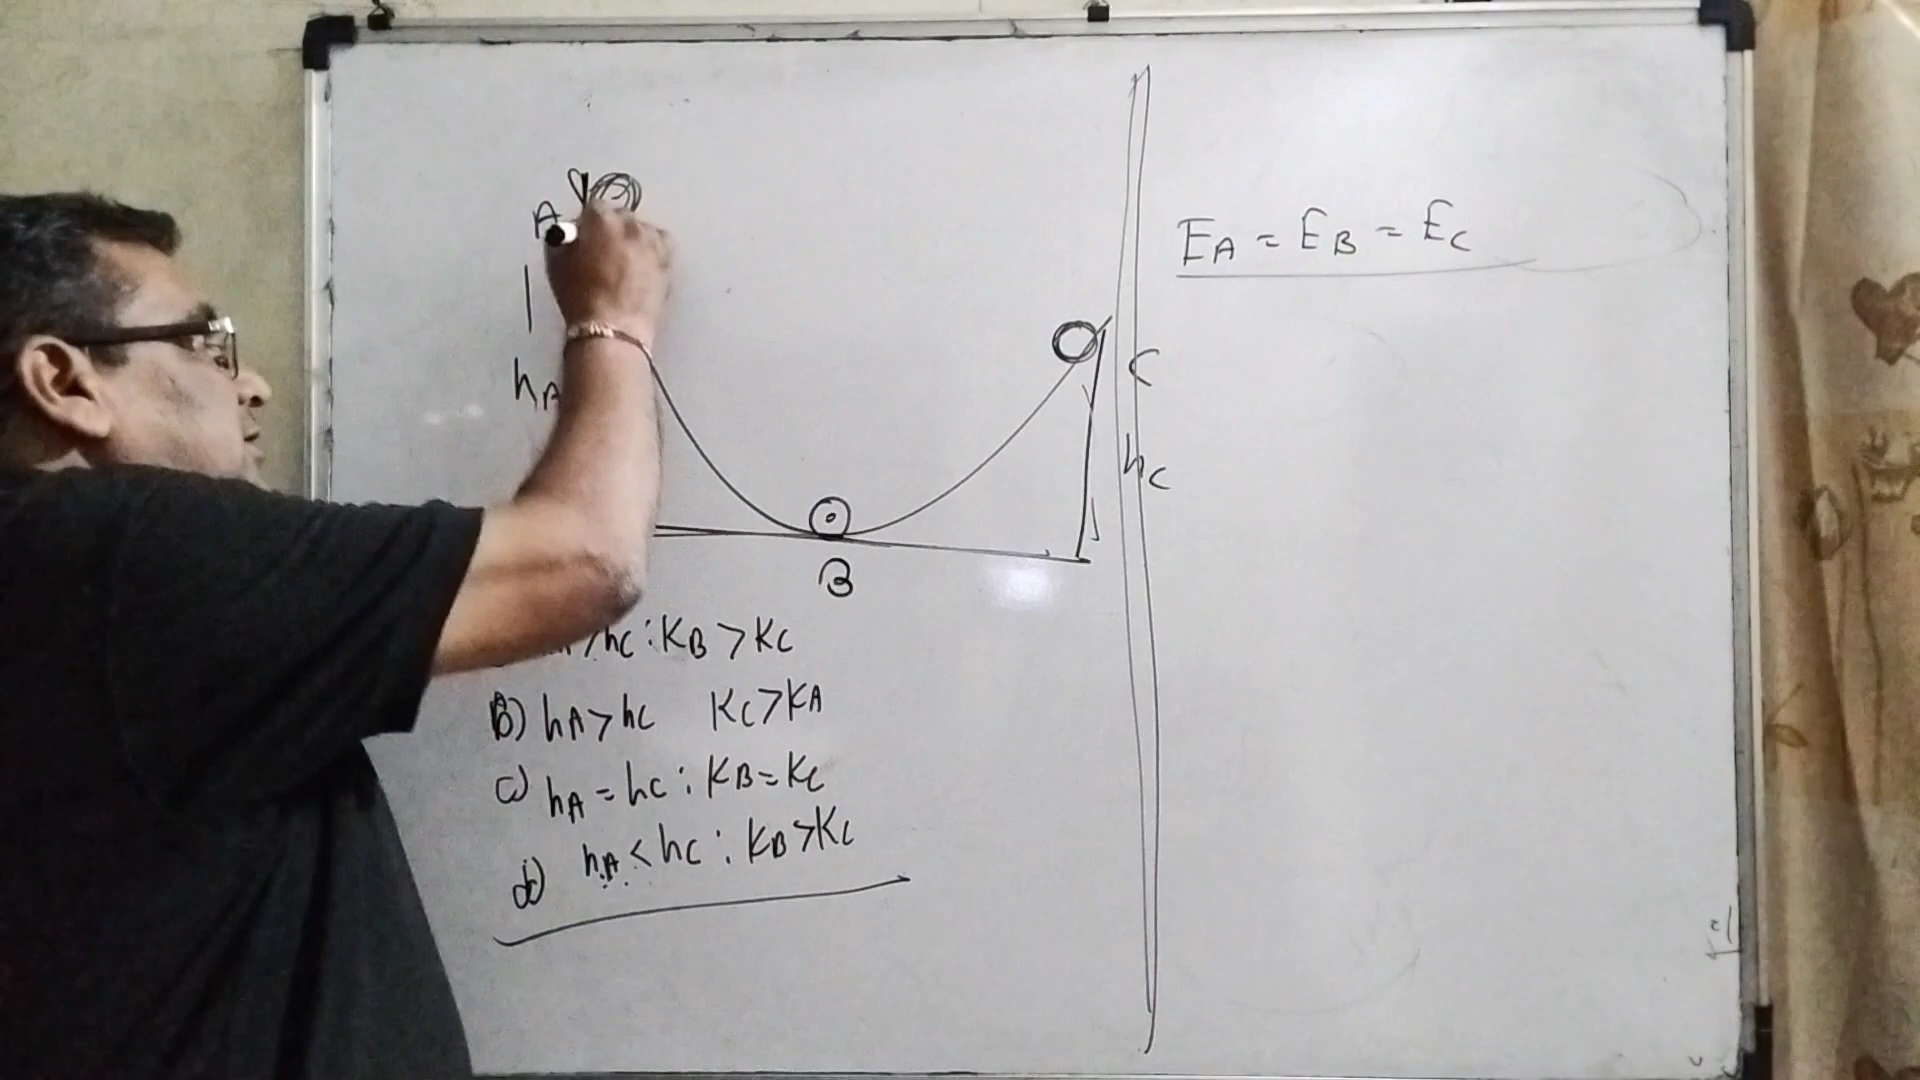 A
hA
C
hC
B
EA = EB = EC
hC : KB > KC
B) hA > hC KC > KA
C) hA = hC : KB = KC
d) hA < hC : KB > KC